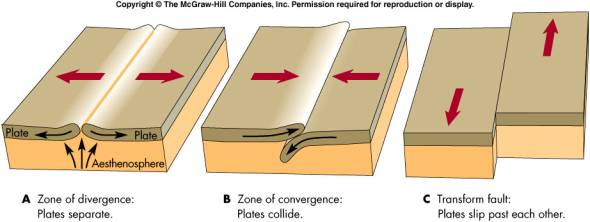 Copyright © The McGraw-Hill Companies, Inc. Permission required for reproduction or display.
Plate
Plate
Aesthenosphere
A Zone of divergence:
Plates separate.
B Zone of convergence:
Plates collide.
C Transform fault:
Plates slip past each other.